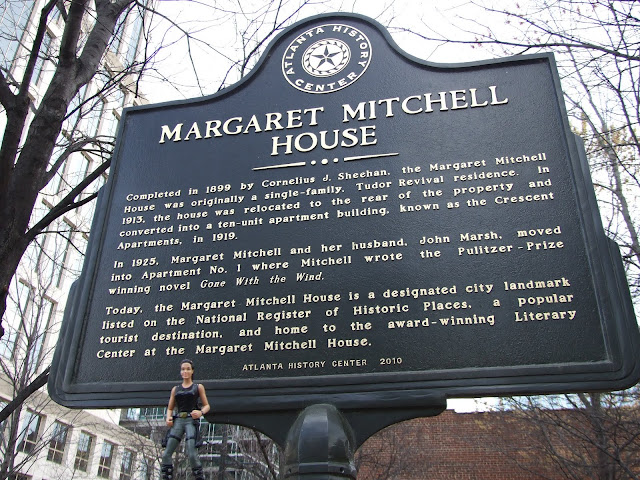 ATLANTA HISTORY
CENTER
MARGARET MITCHELL
HOUSE
Completed in 1899 by Cornelius J. Sheehan, the Margaret Mitchell
House was originally a single-family, Tudor Revival residence. In
1913, the house was relocated to the rear of the property and
converted into a ten-unit apartment building, known as the Crescent
Apartments, in 1919.
In 1925, Margaret Mitchell and her husband, John Marsh, moved
into Apartment No. 1 where Mitchell wrote the Pulitzer-Prize
winning novel Gone With the Wind.
Today, the Margaret Mitchell House is a designated city landmark
listed on the National Register of Historic Places, a popular
tourist destination, and home to the award-winning Literary
Center at the Margaret Mitchell House.
ATLANTA HISTORY CENTER 2010